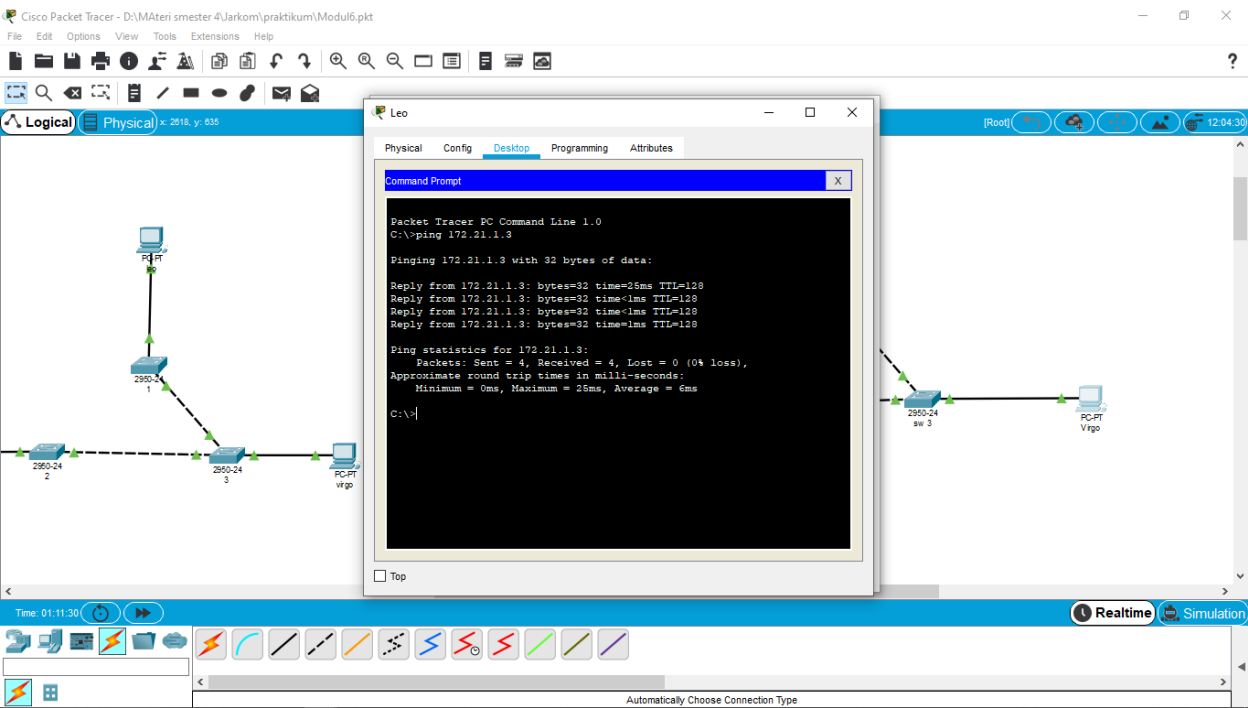 Cisco Packet Tracer - D:\MAteri smester 4\Jarkom\praktikum\Modul6.pkt
File Edit Options View Tools Extensions Help
?
Logical Physical x: 2618, y: 635
[Root] 12:04:30
PC-PT
leo
2950-24
1
2950-24
2
2950-24
3
PC-PT
virgo
Leo
Physical Config Desktop Programming Attributes
Command Prompt
X
Packet Tracer PC Command Line 1.0
C:\>ping 172.21.1.3
Pinging 172.21.1.3 with 32 bytes of data:
Reply from 172.21.1.3: bytes=32 time=25ms TTL=128
Reply from 172.21.1.3: bytes=32 time<1ms TTL=128
Reply from 172.21.1.3: bytes=32 time<1ms TTL=128
Reply from 172.21.1.3: bytes=32 time=1ms TTL=128
Ping statistics for 172.21.1.3:
Packets: Sent = 4, Received = 4, Lost = 0 (0% loss),
Approximate round trip times in milli-seconds:
Minimum = 0ms, Maximum = 25ms, Average = 6ms
C:\>
Top
2950-24
sw 3
PC-PT
Virgo
Time: 01:11:30
Realtime Simulation
Automatically Choose Connection Type